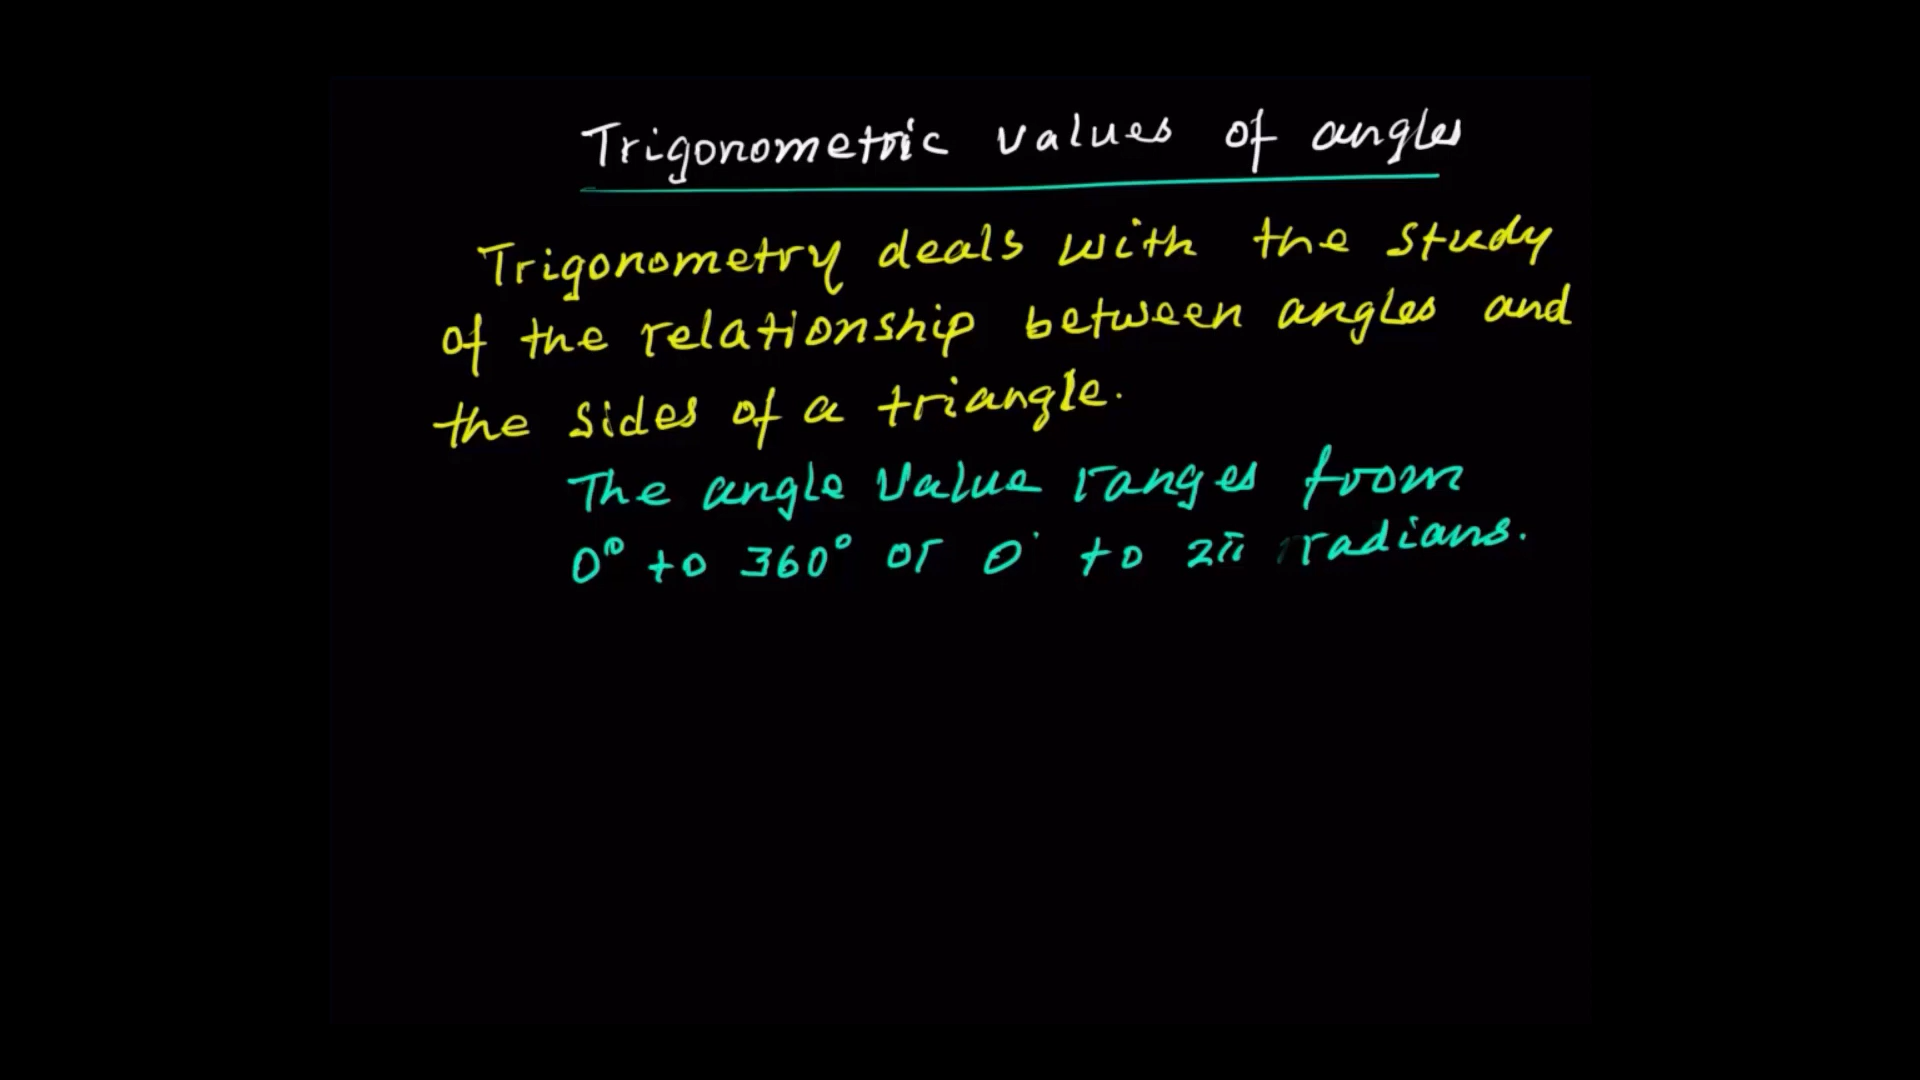 Trigonometric values of angles
Trigonometry deals with the study
of the relationship between angles and
the sides of a triangle.
The angle value ranges from
0° to 360° or 0 to 2π radians.